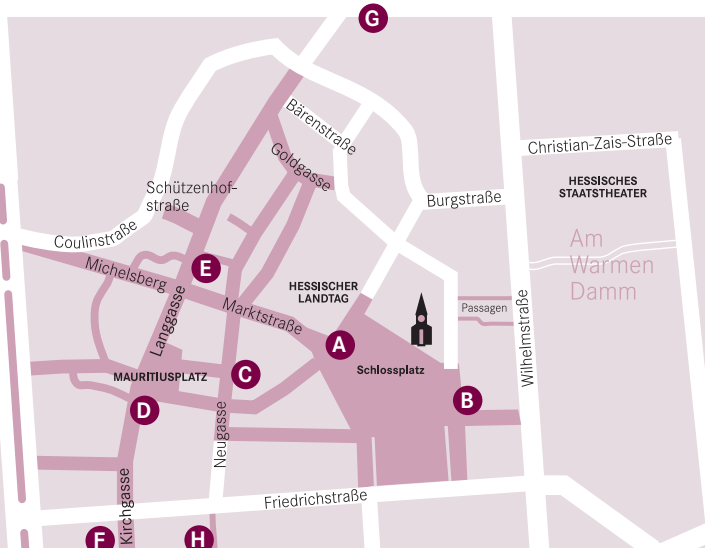 G
Bärenstraße
Christian-Zais-Straße
Goldgasse
HESSISCHES
STAATSTHEATER
Schützenhof-
straße
Burgstraße
Coulinstraße
Am
Warmen
Damm
E
Michelsberg
HESSISCHER
LANDTAG
Langgasse
Marktstraße
Passagen
Wilhelmstraße
A
Schlossplatz
MAURITIUSPLATZ
C
B
D
Neugasse
Kirchgasse
Friedrichstraße
F
H